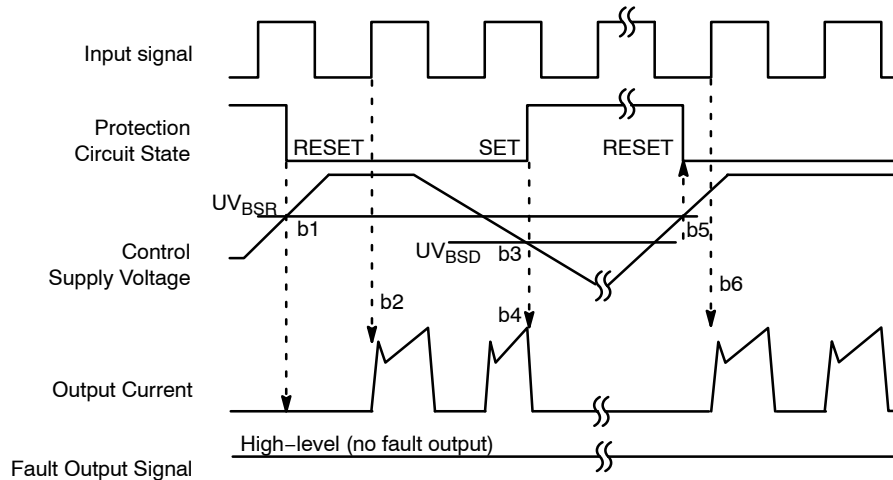 Input signal
Protection
Circuit State
RESET
SET
RESET
UVBSR
b1
UVBSD
b3
b5
Control
Supply Voltage
b2
b4
b6
Output Current
High−level (no fault output)
Fault Output Signal